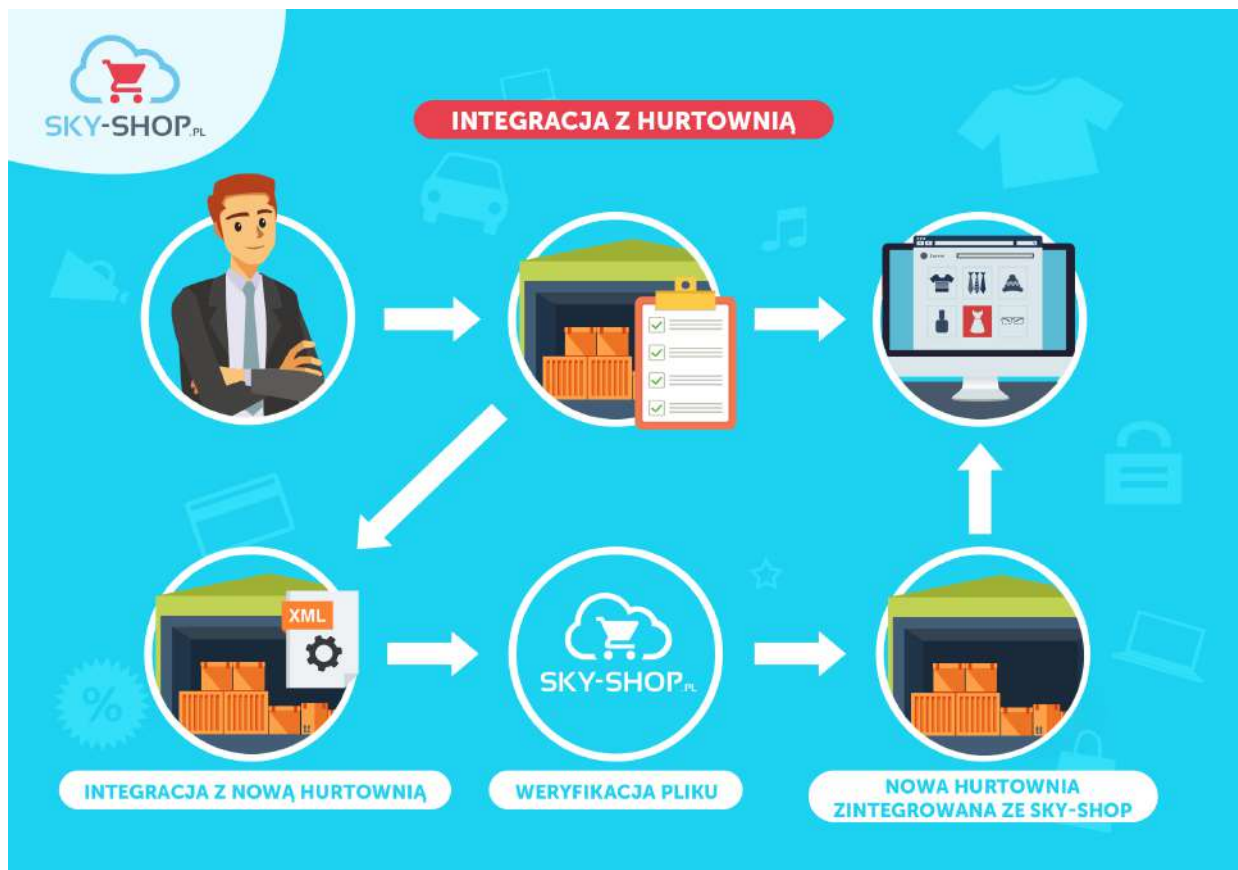 SKY-SHOP.PL
INTEGRACJA Z HURTOWNIĄ
XML
SKY-SHOP.PL
%
INTEGRACJA Z NOWĄ HURTOWNIĄ
WERYFIKACJA PLIKU
NOWA HURTOWNIA
ZINTEGROWANA ZE SKY-SHOP